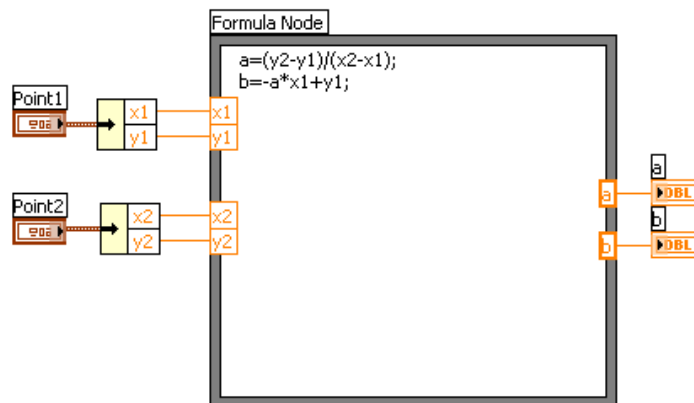 Formula Node
a=(y2-y1)/(x2-x1);
b=-a*x1+y1;
Point1
x1
x1
y1
y1
a
a
DBL
Point2
x2
x2
b
b
DBL
y2
y2